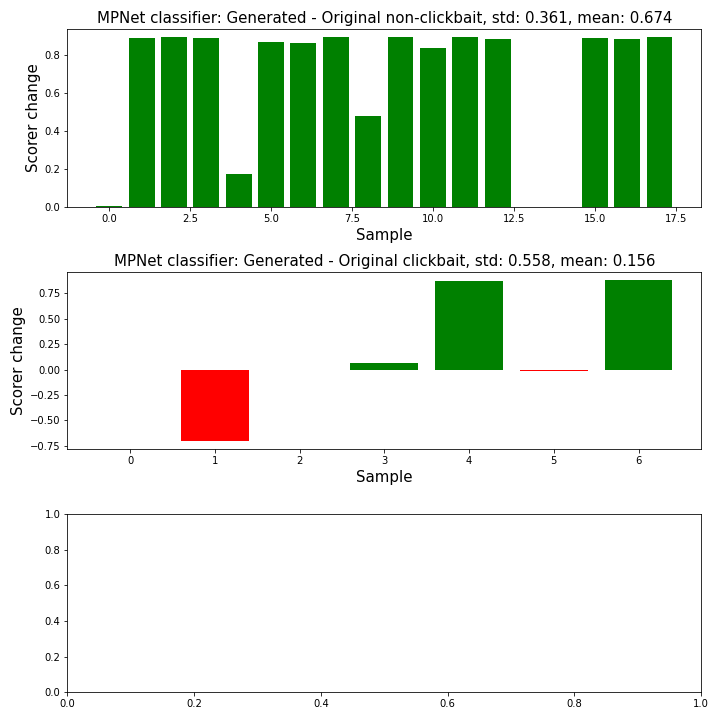 MPNet classifier: Generated - Original non-clickbait, std: 0.361, mean: 0.674
Scorer change
0.8
0.6
0.4
0.2
0.0
0.0 2.5 5.0 7.5 10.0 12.5 15.0 17.5
Sample
MPNet classifier: Generated - Original clickbait, std: 0.558, mean: 0.156
Scorer change
0.75
0.50
0.25
0.00
−0.25
−0.50
−0.75
0 1 2 3 4 5 6
Sample
1.0
0.8
0.6
0.4
0.2
0.0
0.0 0.2 0.4 0.6 0.8 1.0